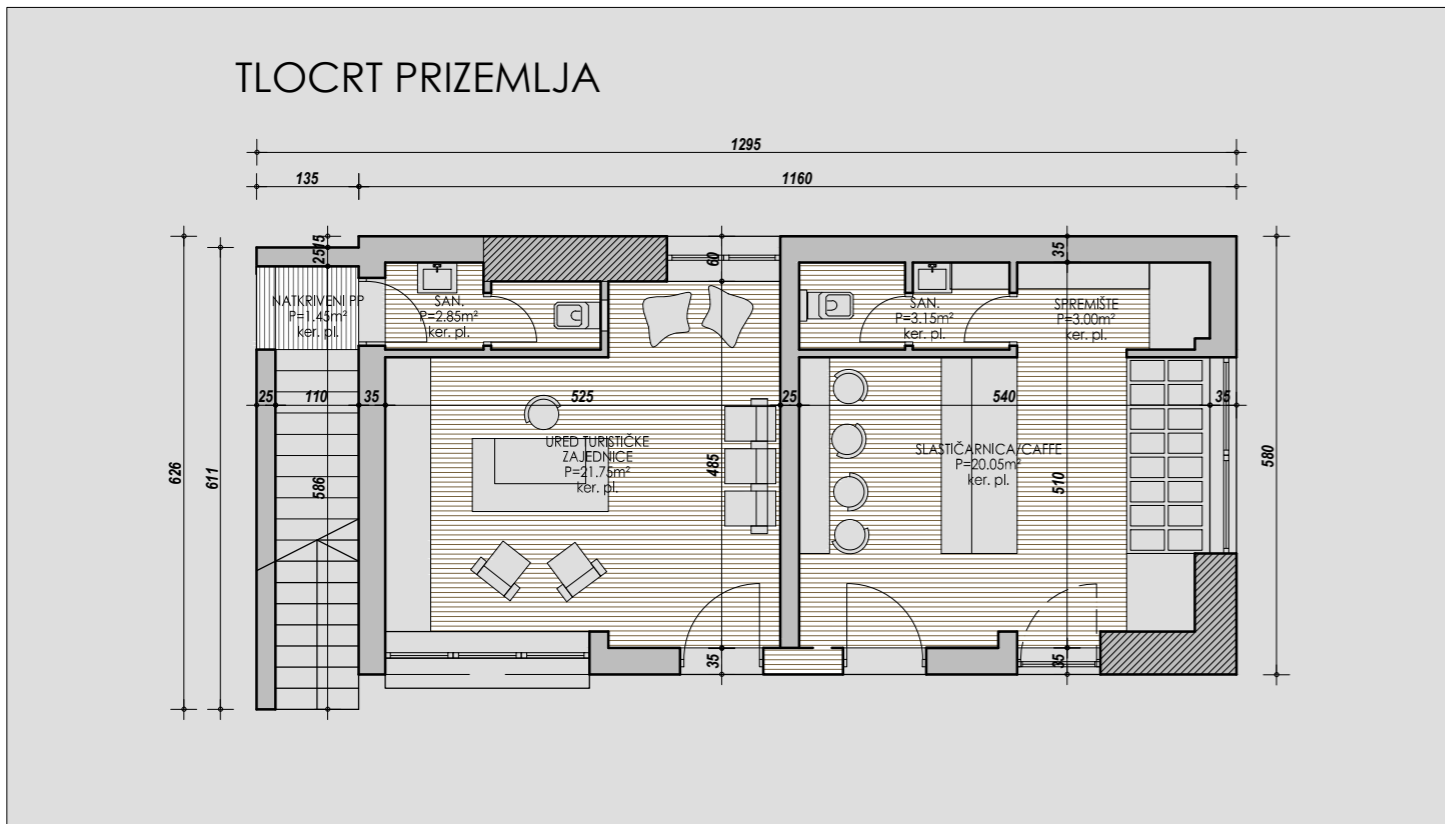 TLOCRT PRIZEMLJA
1295
135
1160
2515
60
35
NATKRIVENI PP
P=1.45m²
ker. pl.
SAN.
P=2.85m²
ker. pl.
SAN.
P=3.15m²
ker. pl.
SPREMIŠTE
P=3.00m²
ker. pl.
25
110
35
525
25
540
35
626
611
586
URED TURISTIČKE
ZAJEDNICE
P=21.75m²
ker. pl.
485
SLASTIČARNICA/CAFFE
P=20.05m²
ker. pl.
510
580
35
35